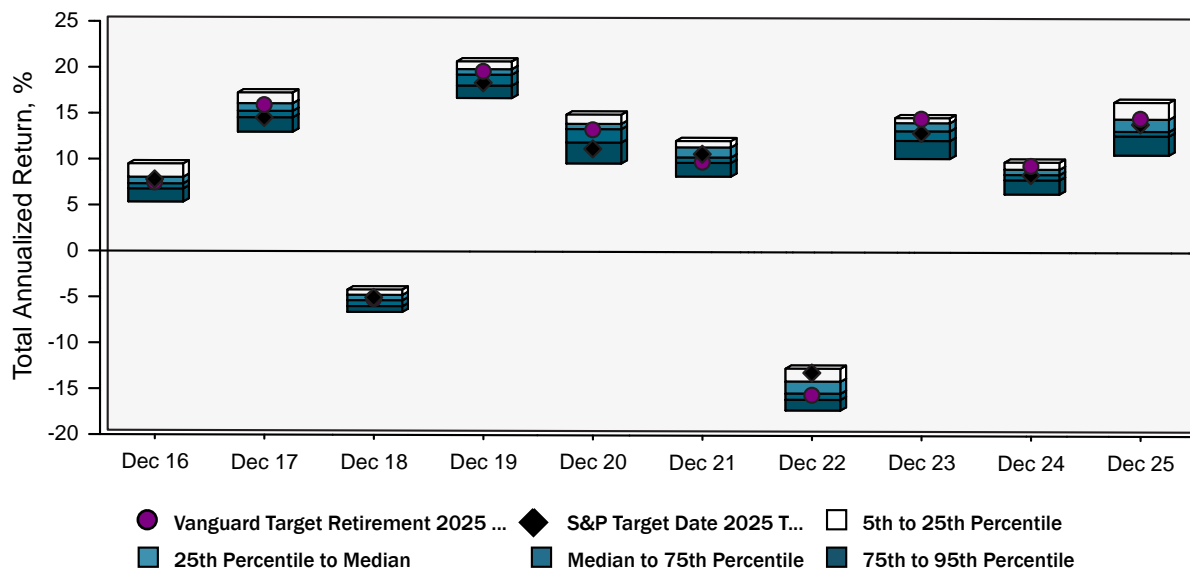 Total Annualized Return, %
25
20
15
10
5
0
-5
-10
-15
-20
Dec 16 Dec 17 Dec 18 Dec 19 Dec 20 Dec 21 Dec 22 Dec 23 Dec 24 Dec 25
Vanguard Target Retirement 2025 ... S&P Target Date 2025 T... 5th to 25th Percentile
25th Percentile to Median Median to 75th Percentile 75th to 95th Percentile